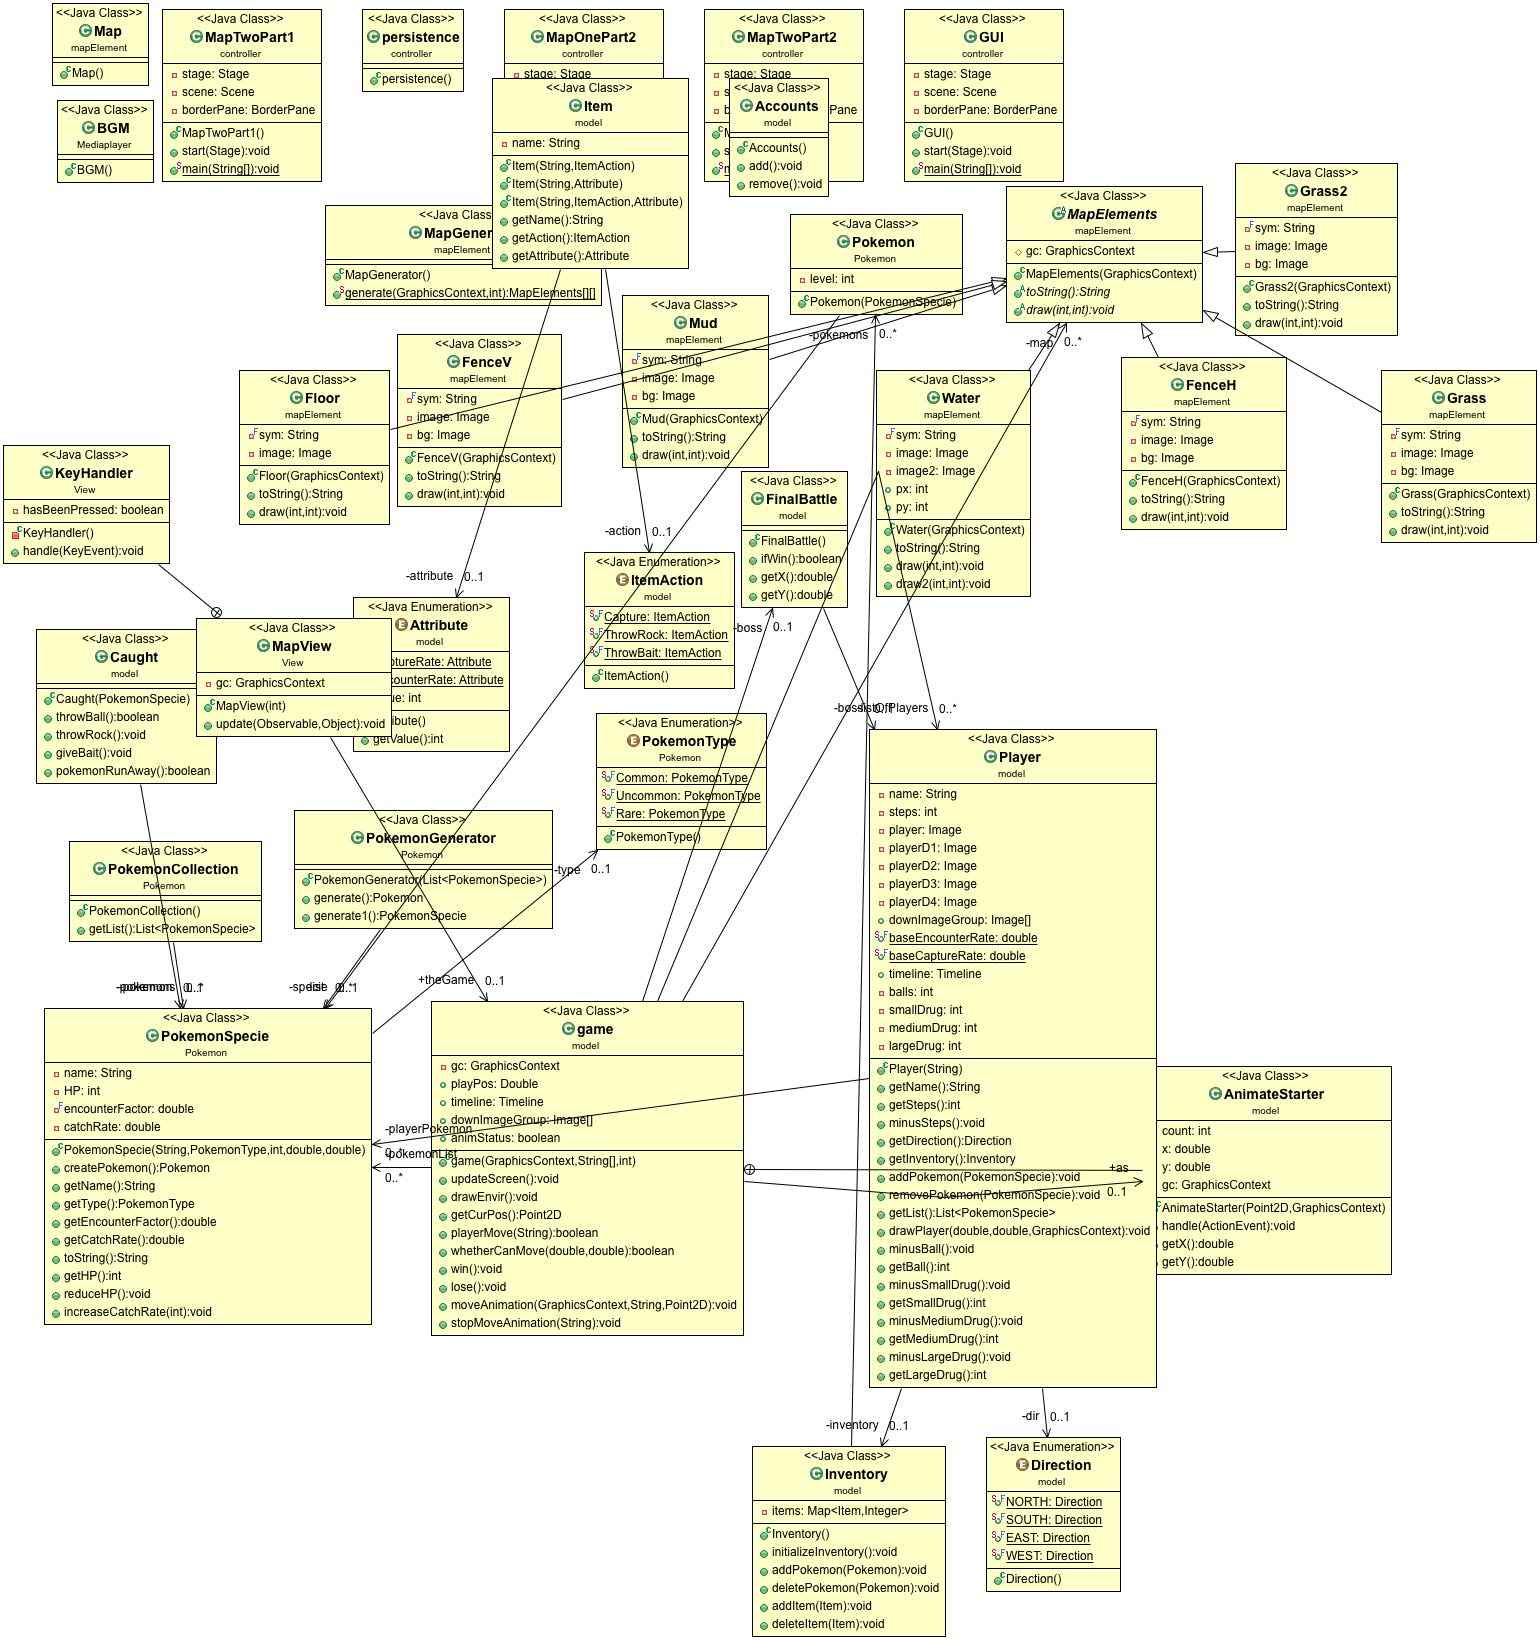 <<Java Class>>
Map
mapElement
Map()
<<Java Class>>
BGM
Mediaplayer
BGM()
<<Java Class>>
MapTwoPart1
controller
stage: Stage
scene: Scene
borderPane: BorderPane
MapTwoPart1()
start(Stage):void
main(String[]):void
<<Java Class>>
persistence
controller
persistence()
<<Java Class>>
MapOnePart2
controller
stage: Stage
<<Java Class>>
Item
model
name: String
Item(String,ItemAction)
Item(String,Attribute)
Item(String,ItemAction,Attribute)
getName():String
getAction():ItemAction
getAttribute():Attribute
<<Java Class>>
MapTwoPart2
controller
stage: Stage
<<Java Class>>
Accounts
model
Accounts()
add():void
remove():void
<<Java Class>>
GUI
controller
stage: Stage
scene: Scene
borderPane: BorderPane
GUI()
start(Stage):void
main(String[]):void
<<Java Clas
MapGener
mapElement
MapGenerator()
generate(GraphicsContext,int):MapElements[][]
<<Java Class>>
Pokemon
Pokemon
level: int
Pokemon(PokemonSpecie)
<<Java Class>>
MapElements
mapElement
gc: GraphicsContext
MapElements(GraphicsContext)
toString():String
draw(int,int):void
<<Java Class>>
Grass2
mapElement
sym: String
image: Image
bg: Image
Grass2(GraphicsContext)
toString():String
draw(int,int):void
<<Java Class>>
Mud
mapElement
sym: String
image: Image
bg: Image
Mud(GraphicsContext)
toString():String
draw(int,int):void
-pokemons 0..*
-map 0..*
<<Java Class>>
FenceV
mapElement
sym: String
image: Image
bg: Image
FenceV(GraphicsContext)
toString():String
draw(int,int):void
<<Java Class>>
Floor
mapElement
sym: String
image: Image
Floor(GraphicsContext)
toString():String
draw(int,int):void
<<Java Class>>
Water
mapElement
sym: String
image: Image
image2: Image
px: int
py: int
Water(GraphicsContext)
toString():String
draw(int,int):void
draw2(int,int):void
<<Java Class>>
FenceH
mapElement
sym: String
image: Image
bg: Image
FenceH(GraphicsContext)
toString():String
draw(int,int):void
<<Java Class>>
Grass
mapElement
sym: String
image: Image
bg: Image
Grass(GraphicsContext)
toString():String
draw(int,int):void
<<Java Class>>
KeyHandler
View
hasBeenPressed: boolean
KeyHandler()
handle(KeyEvent):void
<<Java Class>>
FinalBattle
model
FinalBattle()
ifWin():boolean
getX():double
getY():double
-action 0..1
<<Java Enumeration>>
ItemAction
model
Capture: ItemAction
ThrowRock: ItemAction
ThrowBait: ItemAction
ItemAction()
-attribute 0..1
<<Java Enumeration>>
Attribute
model
ptureRate: Attribute
counterRate: Attribute
ue: int
ribute()
getValue():int
<<Java Class>>
MapView
View
gc: GraphicsContext
MapView(int)
update(Observable,Object):void
<<Java Class>>
Caught
model
Caught(PokemonSpecie)
throwBall():boolean
throwRock():void
giveBait():void
pokemonRunAway():boolean
-boss 0..1
-boss 0..1
-listOfPlayers 0..*
<<Java Enumeration>>
PokemonType
Pokemon
Common: PokemonType
Uncommon: PokemonType
Rare: PokemonType
PokemonType()
-type 0..1
<<Java Class>>
PokemonGenerator
Pokemon
PokemonGenerator(List<PokemonSpecie>)
generate():Pokemon
generate1():PokemonSpecie
<<Java Class>>
PokemonCollection
Pokemon
PokemonCollection()
getList():List<PokemonSpecie>
-pokemons 0..*
-specie 0..1
+theGame 0..1
<<Java Class>>
PokemonSpecie
Pokemon
name: String
HP: int
encounterFactor: double
catchRate: double
PokemonSpecie(String,PokemonType,int,double,double)
createPokemon():Pokemon
getName():String
getType():PokemonType
getEncounterFactor():double
getCatchRate():double
toString():String
getHP():int
reduceHP():void
increaseCatchRate(int):void
-playerPokemon
0..*
-pokemonList
0..*
<<Java Class>>
game
model
gc: GraphicsContext
playPos: Double
timeline: Timeline
downImageGroup: Image[]
animStatus: boolean
game(GraphicsContext,String[],int)
updateScreen():void
drawEnvir():void
getCurPos():Point2D
playerMove(String):boolean
whetherCanMove(double,double):boolean
win():void
lose():void
moveAnimation(GraphicsContext,String,Point2D):void
stopMoveAnimation(String):void
<<Java Class>>
Player
model
name: String
steps: int
player: Image
playerD1: Image
playerD2: Image
playerD3: Image
playerD4: Image
downImageGroup: Image[]
baseEncounterRate: double
baseCaptureRate: double
timeline: Timeline
balls: int
smallDrug: int
mediumDrug: int
largeDrug: int
Player(String)
getName():String
getSteps():int
minusSteps():void
getDirection():Direction
getInventory():Inventory
addPokemon(PokemonSpecie):void
removePokemon(PokemonSpecie):void
getList():List<PokemonSpecie>
drawPlayer(double,double,GraphicsContext):void
minusBall():void
getBall():int
minusSmallDrug():void
getSmallDrug():int
minusMediumDrug():void
getMediumDrug():int
minusLargeDrug():void
getLargeDrug():int
+as
0..1
<<Java Class>>
AnimateStarter
model
count: int
x: double
y: double
gc: GraphicsContext
AnimateStarter(Point2D,GraphicsContext)
handle(ActionEvent):void
getX():double
getY():double
-inventory 0..1
-dir 0..1
<<Java Class>>
Inventory
model
items: Map<Item,Integer>
Inventory()
initializeInventory():void
addPokemon(Pokemon):void
deletePokemon(Pokemon):void
addItem(Item):void
deleteItem(Item):void
<<Java Enumeration>>
Direction
model
NORTH: Direction
SOUTH: Direction
EAST: Direction
WEST: Direction
Direction()